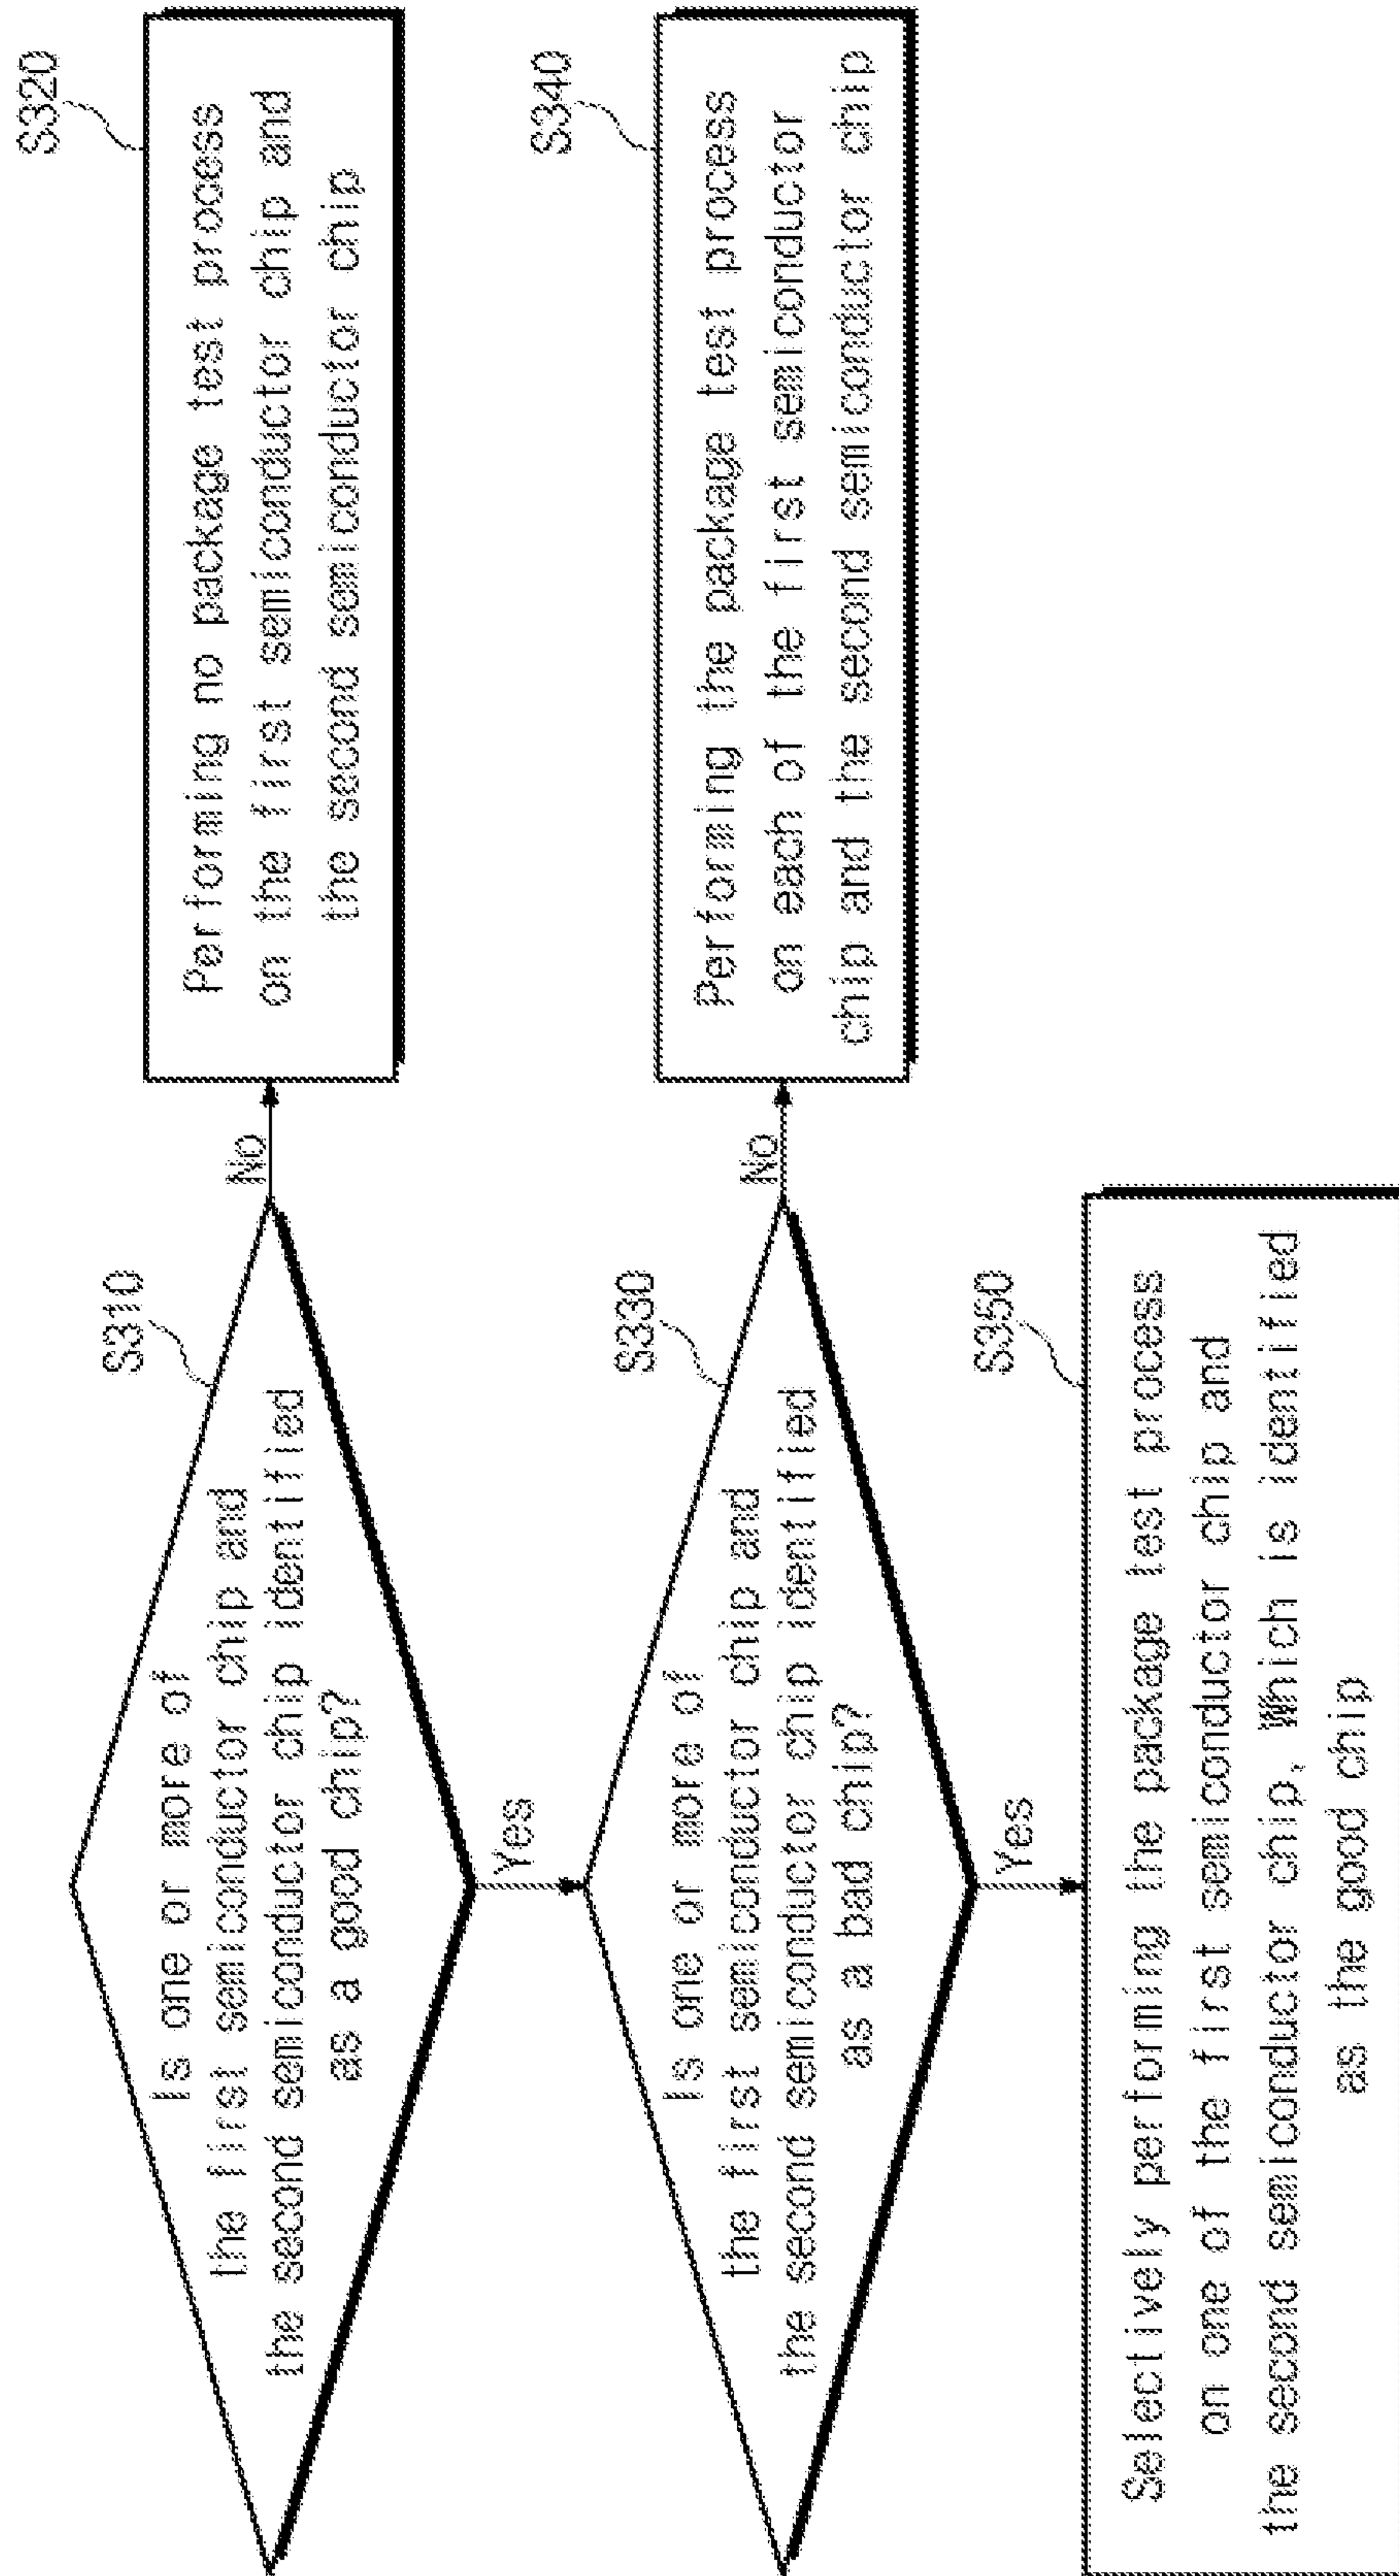 S310
Is one or more of
the first semiconductor chip and
the second semiconductor chip identified
as a good chip?
No
S320
Performing no package test process
on the first semiconductor chip and
the second semiconductor chip
Yes
S330
Is one or more of
the first semiconductor chip and
the second semiconductor chip identified
as a bad chip?
No
S340
Performing the package test process
on each of the first semiconductor
chip and the second semiconductor chip
Yes
S350
Selectively performing the package test process
on one of the first semiconductor chip and
the second semiconductor chip, Which is identified
as the good chip